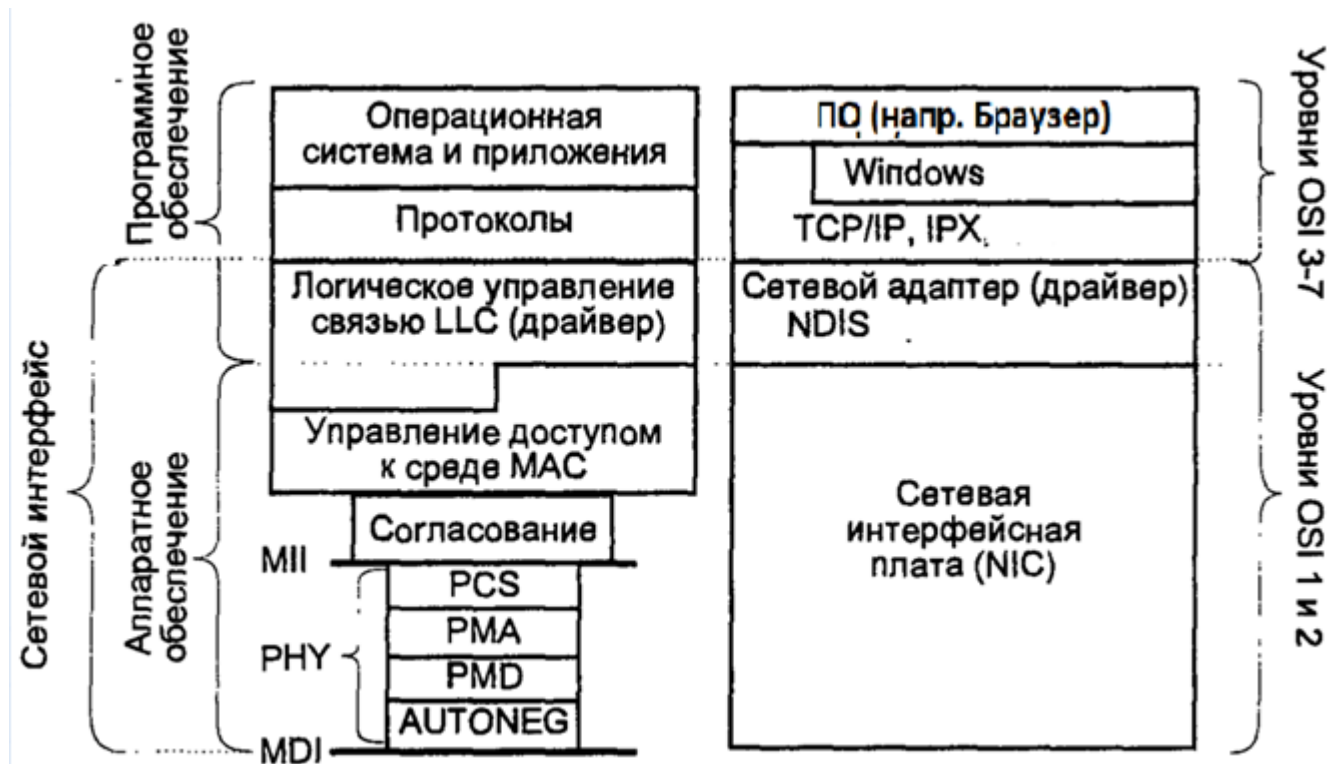 Программное
обеспечение
Сетевой интерфейс
Аппаратное
обеспечение
Операционная
система и приложения
Протоколы
Логическое управление
связью LLC (драйвер)
Управление доступом
к среде MAC
Согласование
MII
PCS
PMA
PHY
PMD
AUTONEG
MDI
ПО (напр. Браузер)
Windows
TCP/IP, IPX
Сетевой адаптер (драйвер)
NDIS
Сетевая
интерфейсная
плата (NIC)
Уровни OSI 3-7
Уровни OSI 1 и 2